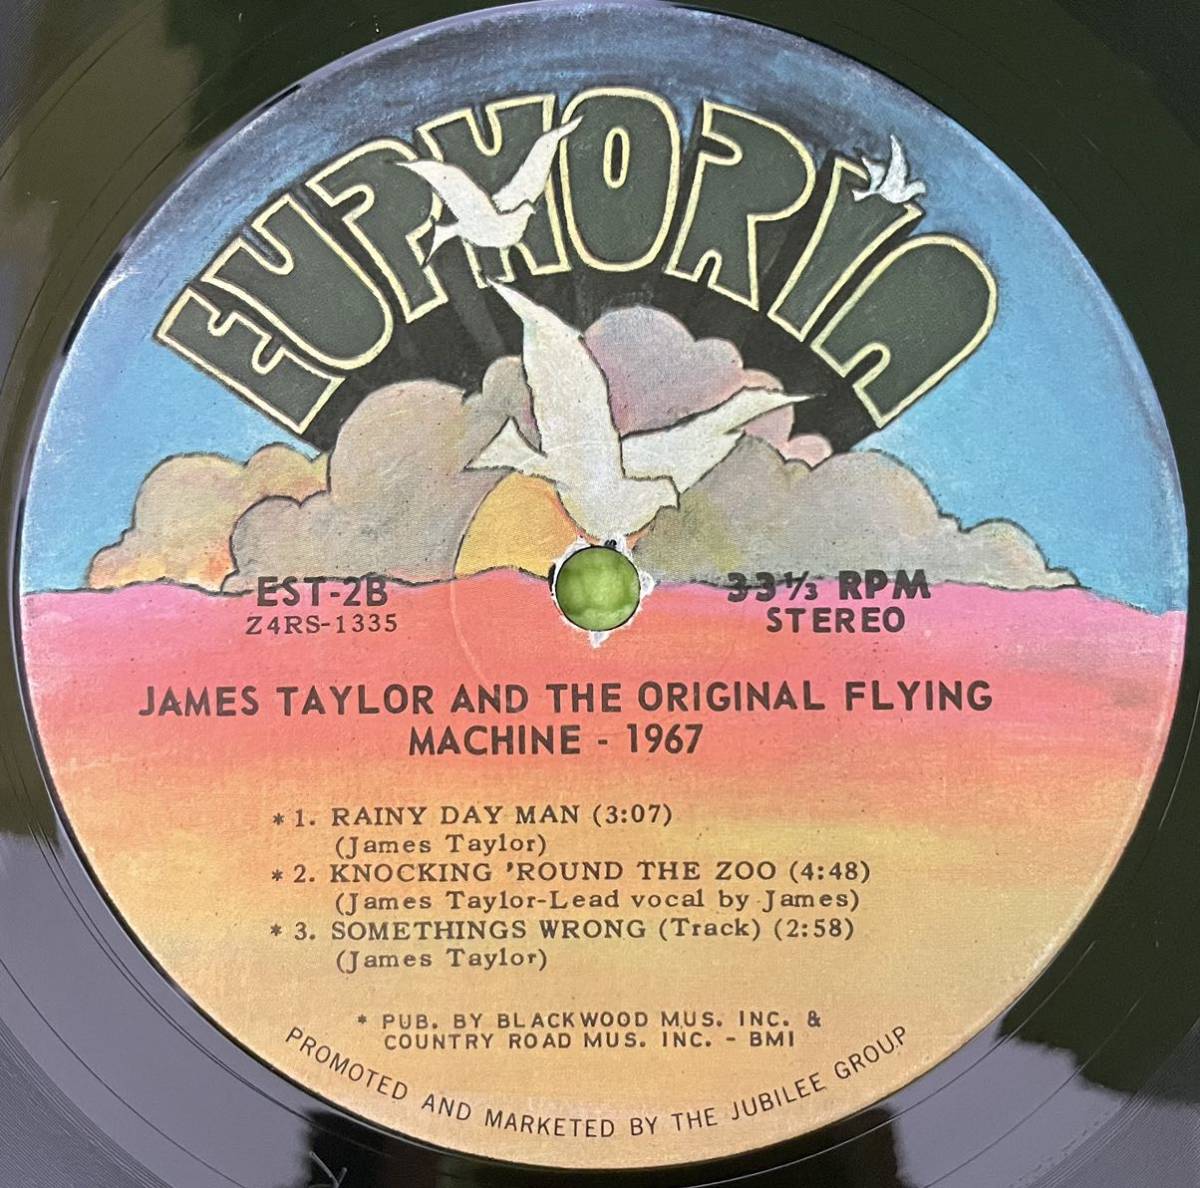 EUPHORIA
EST-2B
Z4RS-1335
33⅓ RPM
STEREO
JAMES TAYLOR AND THE ORIGINAL FLYING
MACHINE - 1967
* 1. RAINY DAY MAN (3:07)
(James Taylor)
* 2. KNOCKING 'ROUND THE ZOO (4:48)
(James Taylor-Lead vocal by James)
* 3. SOMETHINGS WRONG (Track) (2:58)
(James Taylor)
* PUB. BY BLACKWOOD MUS. INC. &
COUNTRY ROAD MUS. INC. - BMI
PROMOTED AND MARKETED BY THE JUBILEE GROUP